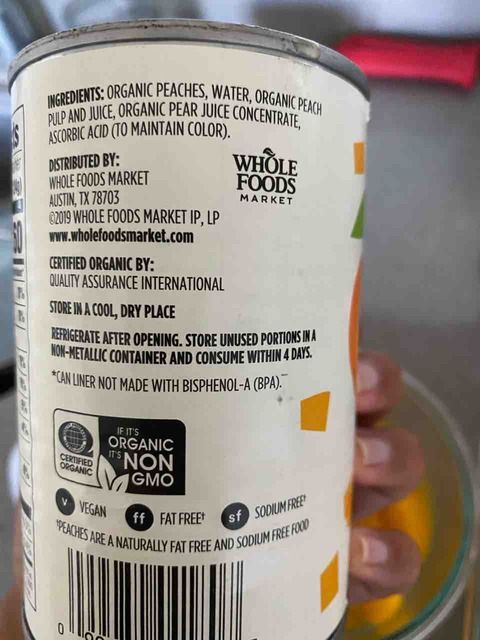 INGREDIENTS: ORGANIC PEACHES, WATER, ORGANIC PEACH
PULP AND JUICE, ORGANIC PEAR JUICE CONCENTRATE,
ASCORBIC ACID (TO MAINTAIN COLOR).
DISTRIBUTED BY:
WHOLE FOODS MARKET
AUSTIN, TX 78703
©2019 WHOLE FOODS MARKET IP, LP
www.wholefoodsmarket.com
WHOLE
FOODS
MARKET
CERTIFIED ORGANIC BY:
QUALITY ASSURANCE INTERNATIONAL
STORE IN A COOL, DRY PLACE
REFRIGERATE AFTER OPENING. STORE UNUSED PORTIONS IN A
NON-METALLIC CONTAINER AND CONSUME WITHIN 4 DAYS.
*CAN LINER NOT MADE WITH BISPHENOL-A (BPA).
CERTIFIED
ORGANIC
IF IT'S
ORGANIC
IT'S NON
GMO
V VEGAN
ff FAT FREE†
sf SODIUM FREE†
†PEACHES ARE A NATURALLY FAT FREE AND SODIUM FREE FOOD
0